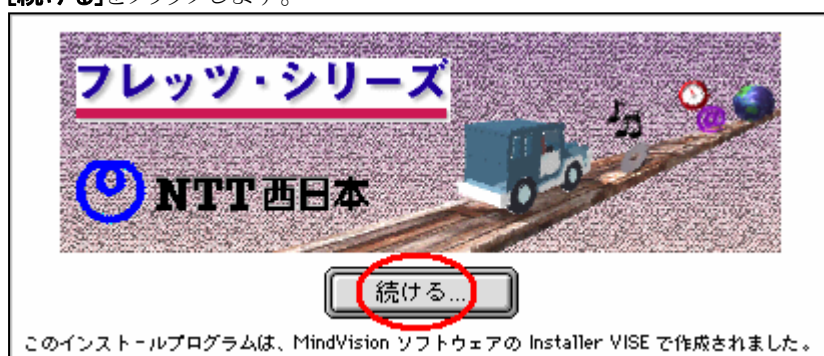 [続ける]をクリックします。
フレッツ・シリーズ
NTT西日本
@
続ける...
このインストールプログラムは、MindVision ソフトウェアの Installer VISE で作成されました。